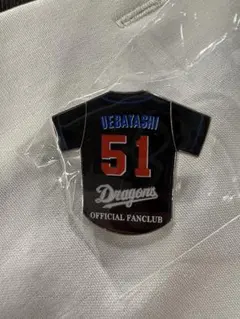 UEBAYASHI
51
Dragons
OFFICIAL FANCLUB